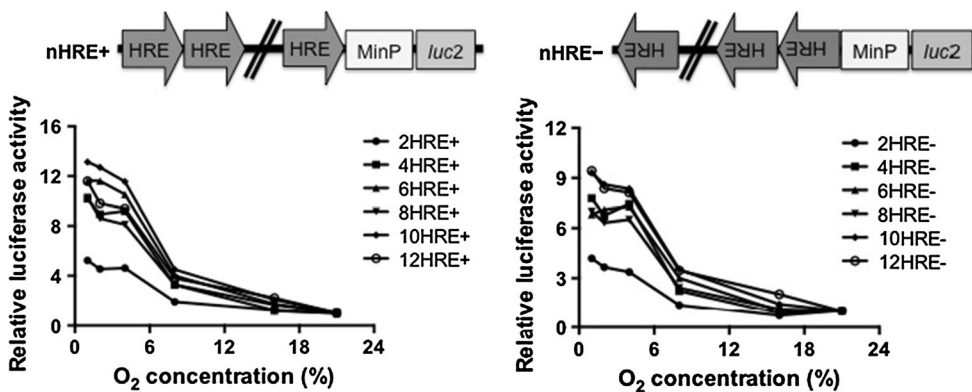 nHRE+ HRE HRE HRE MinP luc2
Relative luciferase activity
16
12
8
4
0
0 6 12 18 24
O₂ concentration (%)
2HRE+
4HRE+
6HRE+
8HRE+
10HRE+
12HRE+
nHRE− HRE HRE HRE MinP luc2
Relative luciferase activity
12
9
6
3
0
0 6 12 18 24
O₂ concentration (%)
2HRE-
4HRE-
6HRE-
8HRE-
10HRE-
12HRE-